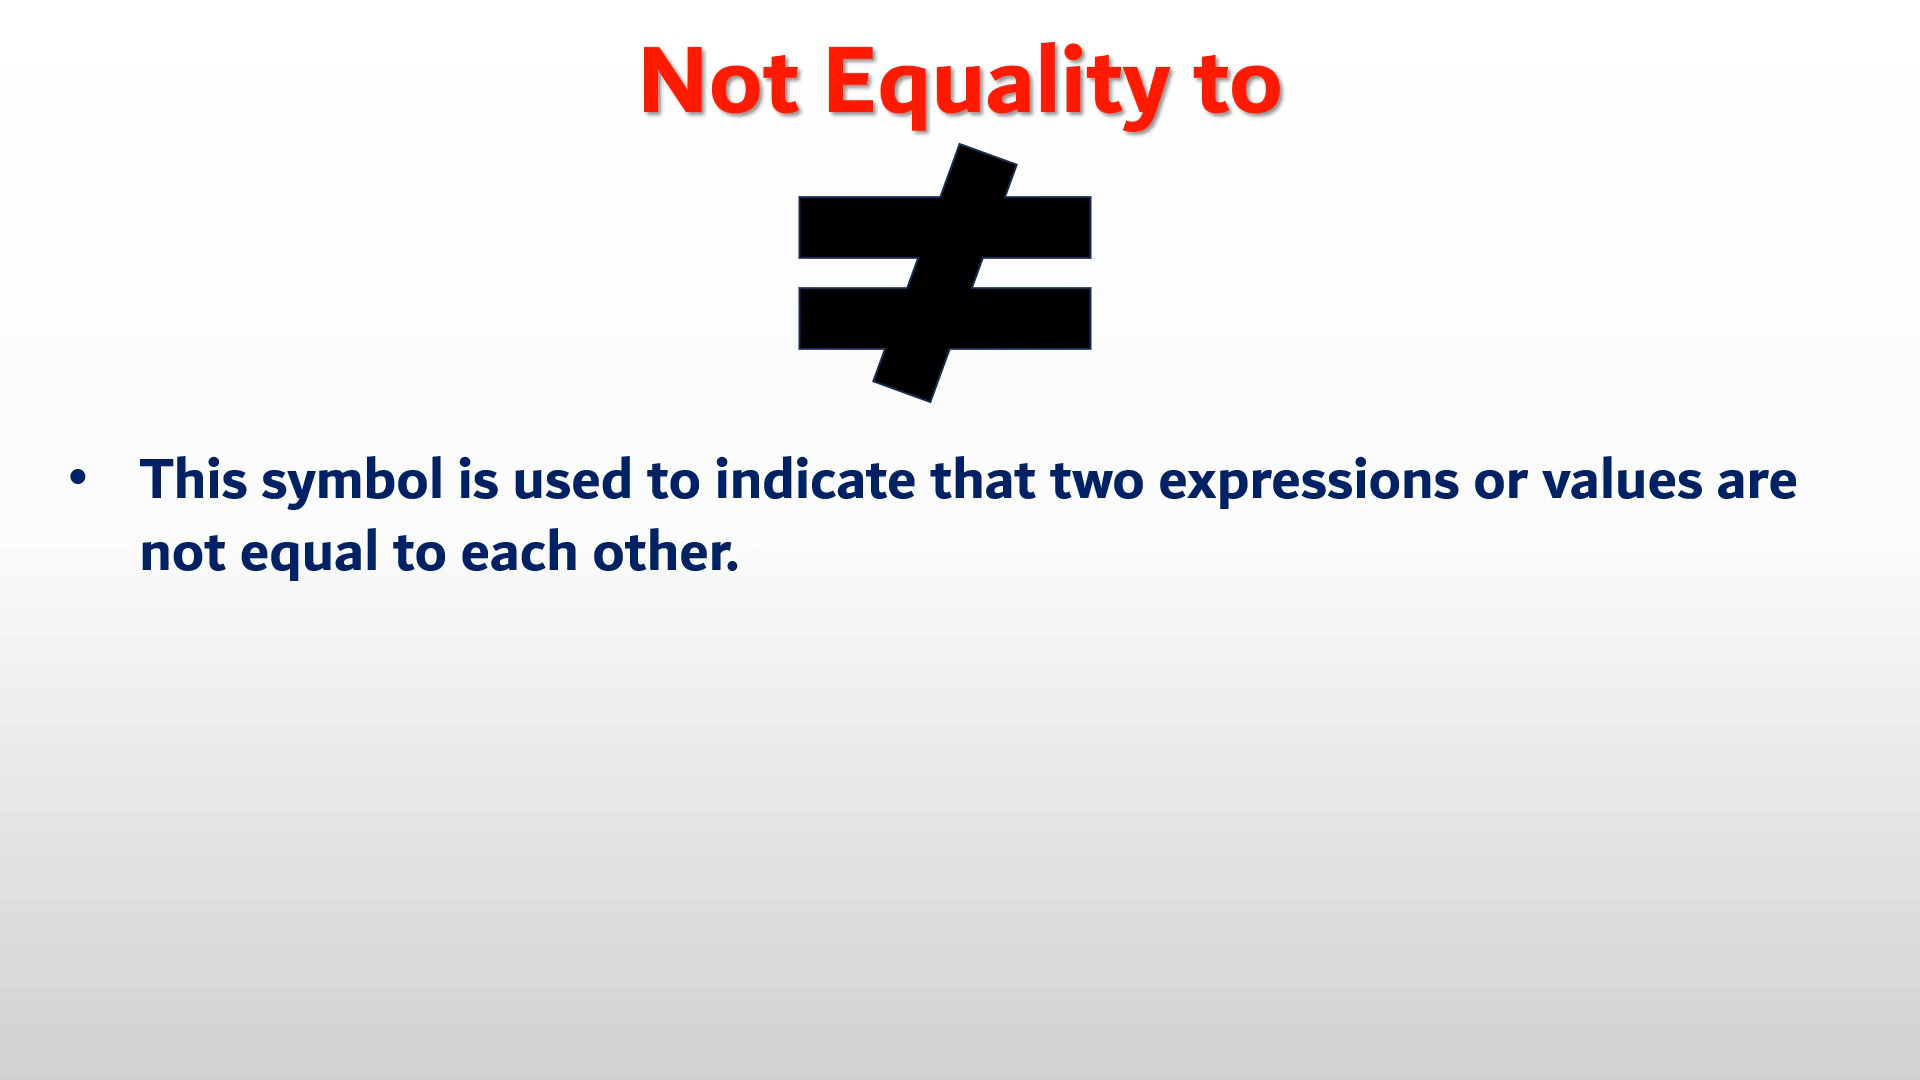 Not Equality to
≠
• This symbol is used to indicate that two expressions or values are
not equal to each other.